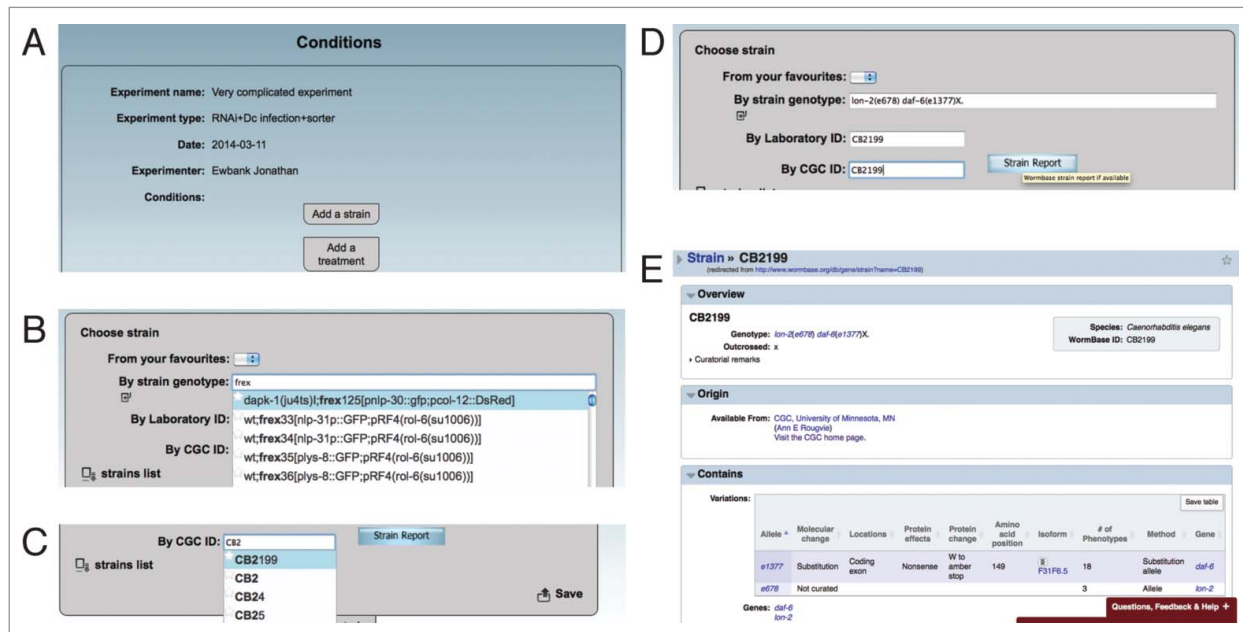 A
Conditions
Experiment name: Very complicated experiment
Experiment type: RNAi+Dc infection+sorter
Date: 2014-03-11
Experimenter: Ewbank Jonathan
Conditions:
Add a strain
Add a
treatment
B
Choose strain
From your favourites:
By strain genotype: frex
dapk-1(ju4ts)I;frex125[pnlp-30::gfp;pcol-12::DsRed]
By Laboratory ID: wt;frex33[nlp-31p::GFP;pRF4(rol-6(su1006))]
wt;frex34[nlp-31p::GFP;pRF4(rol-6(su1006))]
By CGC ID: wt;frex35[plys-8::GFP;pRF4(rol-6(su1006))]
strains list wt;frex36[plys-8::GFP;pRF4(rol-6(su1006))]
C
By CGC ID: CB2 Strain Report
strains list CB2199
CB2
CB24 Save
CB25
D
Choose strain
From your favourites:
By strain genotype: lon-2(e678) daf-6(e1377)X.
By Laboratory ID: CB2199
By CGC ID: CB2199 Strain Report
Wormbase strain report if available
E
Strain » CB2199
(redirected from http://www.wormbase.org/db/gene/strain?name=CB2199)
Overview
CB2199
Genotype: lon-2(e678) daf-6(e1377)X.
Outcrossed: x
Curatorial remarks
Species: Caenorhabditis elegans
WormBase ID: CB2199
Origin
Available From: CGC, University of Minnesota, MN
(Ann E Rougvie)
Visit the CGC home page.
Contains
Variations:
Save table
Allele Molecular change Locations Protein effects Protein change Amino acid position Isoform # of Phenotypes Method Gene
e1377 Substitution Coding exon Nonsense W to amber stop 149 F31F6.5 18 Substitution allele daf-6
e678 Not curated 3 Allele lon-2
Genes: daf-6
lon-2
Questions, Feedback & Help +